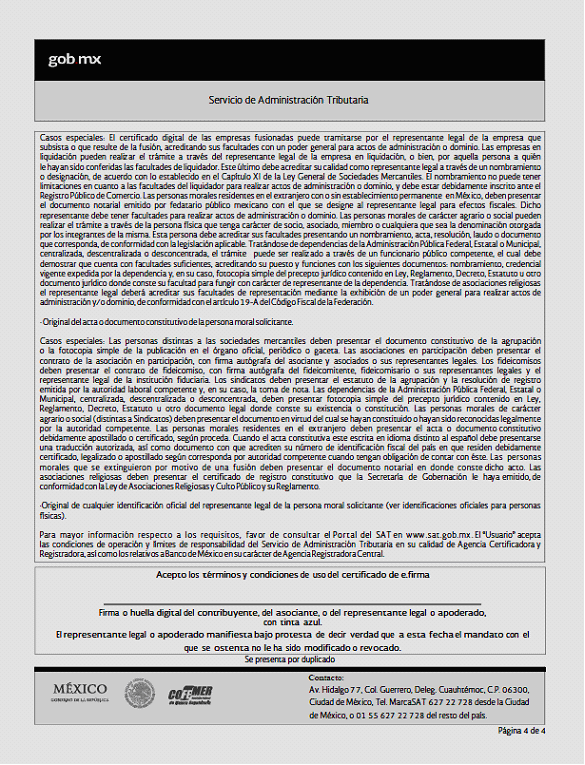 gob mx
Servicio de Administración Tributaria
Casos especiales: El certificado digital de las empresas fusionadas puede tramitarse por el representante legal de la empresa que
subsista o que resulte de la fusión, acreditando sus facultades con un poder general para actos de administración o dominio. Las empresas en
liquidación pueden realizar el trámite a través del representante legal de la empresa en liquidación, o bien, por aquella persona a quién
le hayan sido conferidas las facultades de liquidador. Este último debe acreditar su calidad como representante legal a través de un nombramiento
o designación, de acuerdo con lo establecido en el Capítulo XI de la Ley General de Sociedades Mercantiles. El nombramiento no puede tener
limitaciones en cuanto a las facultades del liquidador para realizar actos de administración o dominio, y debe estar debidamente inscrito ante el
Registro Público de Comercio. Las personas morales residentes en el extranjero con o sin establecimiento permanente en México, deben presentar
el documento notarial emitido por fedatario público mexicano con el que se designe al representante legal para efectos fiscales. Dicho
representante debe tener facultades para realizar actos de administración o dominio. Las personas morales de carácter agrario o social pueden
realizar el trámite a través de la persona física que tenga carácter de socio, asociado, miembro o cualquiera que sea la denominación otorgada
por los integrantes de la misma. Esta persona debe acreditar sus facultades presentando un nombramiento, acta, resolución, laudo o documento
que corresponda, de conformidad con la legislación aplicable. Tratándose de dependencias de la Administración Pública Federal, Estatal o Municipal,
centralizada, descentralizada o desconcentrada, el trámite puede ser realizado a través de un funcionario público competente, el cual debe
demostrar que cuenta con facultades suficientes, acreditando su puesto y funciones con los siguientes documentos: nombramiento, credencial
vigente expedida por la dependencia y, en su caso, fotocopia simple del precepto jurídico contenido en Ley, Reglamento, Decreto, Estatuto u otro
documento jurídico donde conste su facultad para fungir con carácter de representante de la dependencia. Tratándose de asociaciones religiosas
el representante legal deberá acreditar sus facultades de representación mediante la exhibición de un poder general para realizar actos de
administración y/o dominio, de conformidad con el artículo 19-A del Código Fiscal de la Federación.
·Original del acta o documento constitutivo de la persona moral solicitante.
Casos especiales: Las personas distintas a las sociedades mercantiles deben presentar el documento constitutivo de la agrupación
o la fotocopia simple de la publicación en el órgano oficial, periódico o gaceta. Las asociaciones en participación deben presentar el
contrato de la asociación en participación, con firma autógrafa del asociante y asociados o sus representantes legales. Los fideicomisos
deben presentar el contrato de fideicomiso, con firma autógrafa del fideicomitente, fideicomisario o sus representantes legales y el
representante legal de la institución fiduciaria. Los sindicatos deben presentar el estatuto de la agrupación y la resolución de registro
emitida por la autoridad laboral competente y, en su caso, la toma de nota. Las dependencias de la Administración Pública Federal, Estatal o
Municipal, centralizada, descentralizada o desconcentrada, deben presentar fotocopia simple del precepto jurídico contenido en Ley,
Reglamento, Decreto, Estatuto u otro documento legal donde conste su existencia o constitución. Las personas morales de carácter
agrario o social (distintas a Sindicatos) deben presentar el documento en virtud del cual se hayan constituido o hayan sido reconocidas legalmente
por la autoridad competente. Las personas morales residentes en el extranjero deben presentar el acta o documento constitutivo
debidamente apostillado o certificado, según proceda. Cuando el acta constitutiva este escrita en idioma distinto al español debe presentarse
una traducción autorizada, así como documento con que acrediten su número de identificación fiscal del país en que residen debidamente
certificado, legalizado o apostillado según corresponda por autoridad competente cuando tengan obligación de contar con éste. Las personas
morales que se extinguieron por motivo de una fusión deben presentar el documento notarial en donde conste dicho acto. Las
asociaciones religiosas deben presentar el certificado de registro constitutivo que la Secretaría de Gobernación le haya emitido, de
conformidad con la Ley de Asociaciones Religiosas y Culto Público y su Reglamento.
·Original de cualquier identificación oficial del representante legal de la persona moral solicitante (ver identificaciones oficiales para personas
físicas).
Para mayor información respecto a los requisitos, favor de consultar el Portal del SAT en www.sat.gob.mx. El "Usuario" acepta
las condiciones de operación y límites de responsabilidad del Servicio de Administración Tributaria en su calidad de Agencia Certificadora y
Registradora, así como los relativos a Banco de México en su carácter de Agencia Registradora Central.
Acepto los términos y condiciones de uso del certificado de e.firma
Firma o huella digital del contribuyente, del asociante, o del representante legal o apoderado,
con tinta azul.
El representante legal o apoderado manifiesta bajo protesta de decir verdad que a esta fecha el mandato con el
que se ostenta no le ha sido modificado o revocado.
Se presenta por duplicado
MÉXICO
GOBIERNO DE LA REPÚBLICA
COFEMER
Contacto:
Av. Hidalgo 77, Col. Guerrero, Deleg. Cuauhtémoc, C.P. 06300,
Ciudad de México, Tel. MarcaSAT 627 22 728 desde la Ciudad
de México, o 01 55 627 22 728 del resto del país.
Página 4 de 4